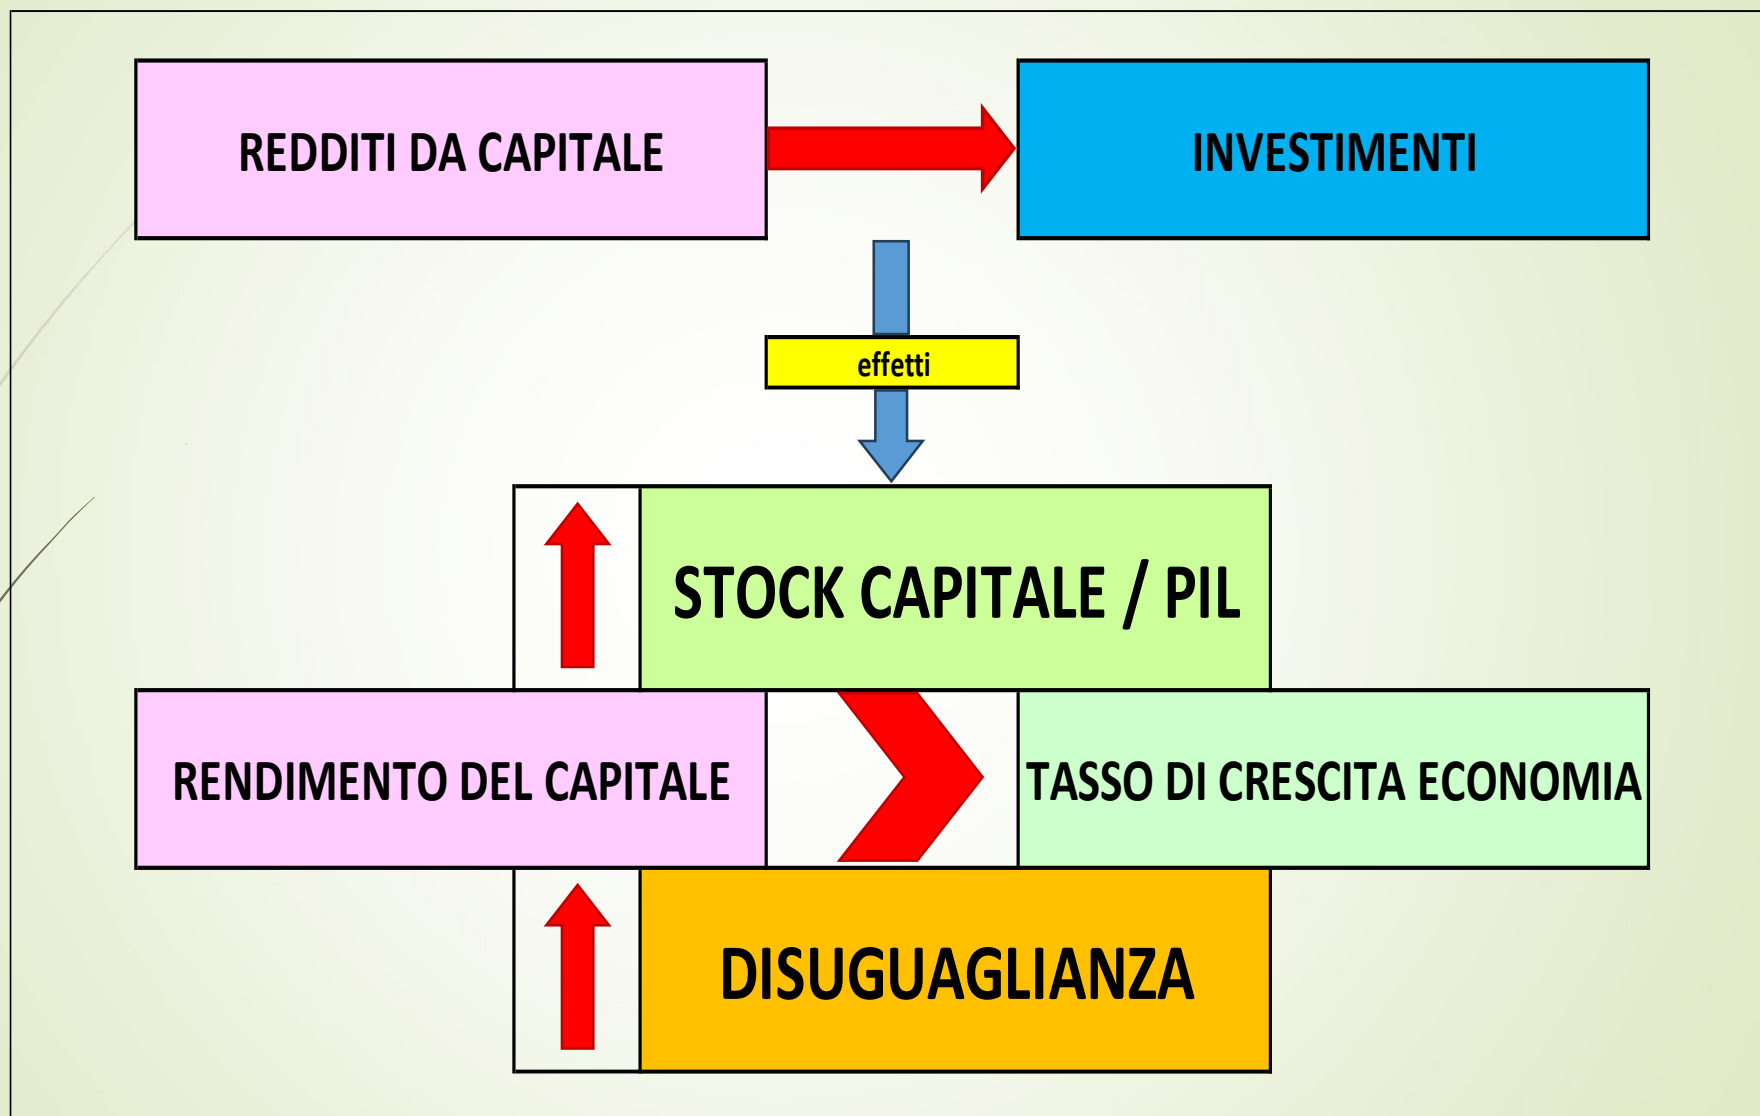 REDDITI DA CAPITALE
INVESTIMENTI
effetti
STOCK CAPITALE / PIL
RENDIMENTO DEL CAPITALE
TASSO DI CRESCITA ECONOMIA
DISUGUAGLIANZA